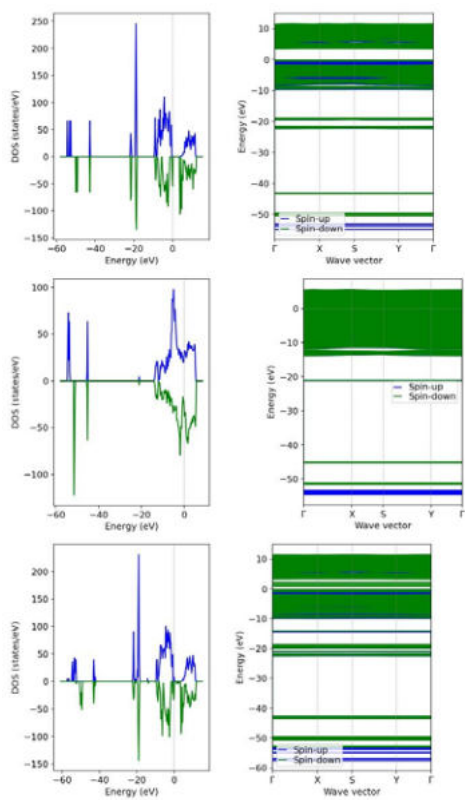 250
200
150
100
50
0
−50
−100
−150
DOS (states/eV)
−60 −40 −20 0
Energy (eV)
10
0
−10
−20
−30
−40
−50
Energy (eV)
Spin-up
Spin-down
Γ X S Y Γ
Wave vector
100
50
0
−50
−100
DOS (states/eV)
−60 −40 −20 0
Energy (eV)
0
−10
−20
−30
−40
−50
Energy (eV)
Spin-up
Spin-down
Γ X S Y Γ
Wave vector
200
150
100
50
0
−50
−100
−150
DOS (states/eV)
−60 −40 −20 0
Energy (eV)
10
0
−10
−20
−30
−40
−50
−60
Energy (eV)
Spin-up
Spin-down
Γ X S Y Γ
Wave vector